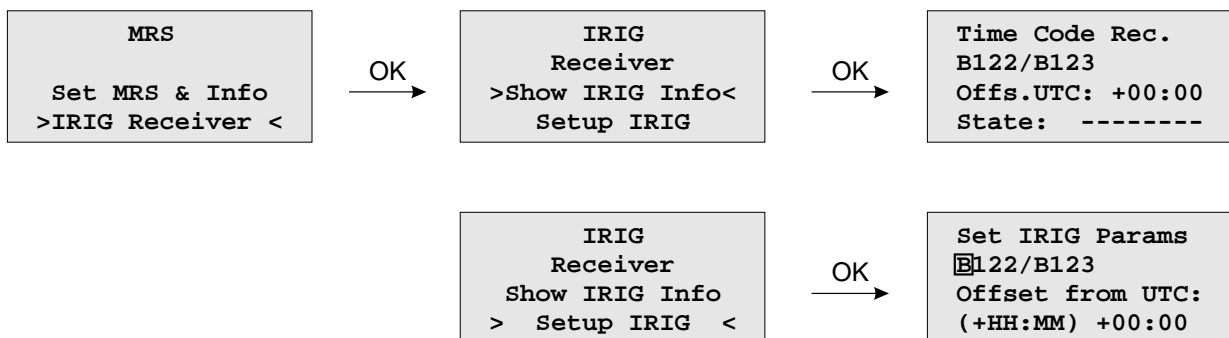 MRS
Set MRS & Info
>IRIG Receiver <
OK
IRIG
Receiver
>Show IRIG Info<
Setup IRIG
OK
Time Code Rec.
B122/B123
Offs.UTC: +00:00
State: --------
IRIG
Receiver
Show IRIG Info
> Setup IRIG <
OK
Set IRIG Params
B122/B123
Offset from UTC:
(+HH:MM) +00:00